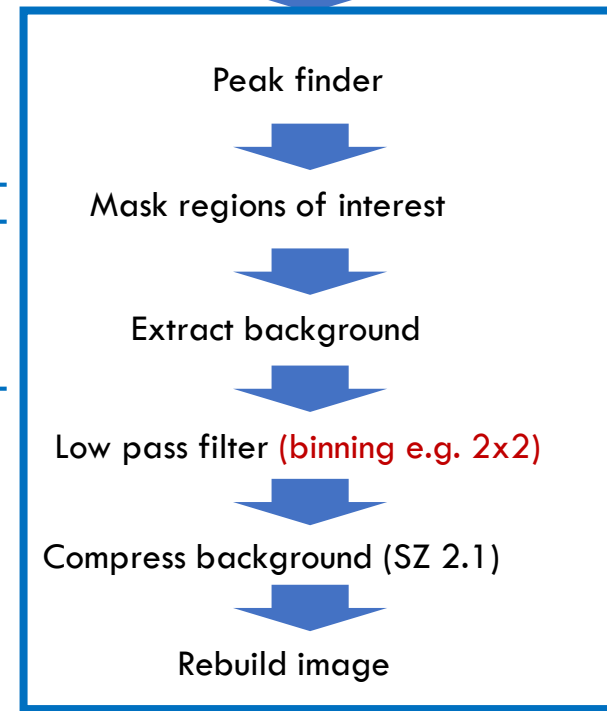 Peak finder
Mask regions of interest
Extract background
Low pass filter (binning e.g. 2x2)
Compress background (SZ 2.1)
Rebuild image